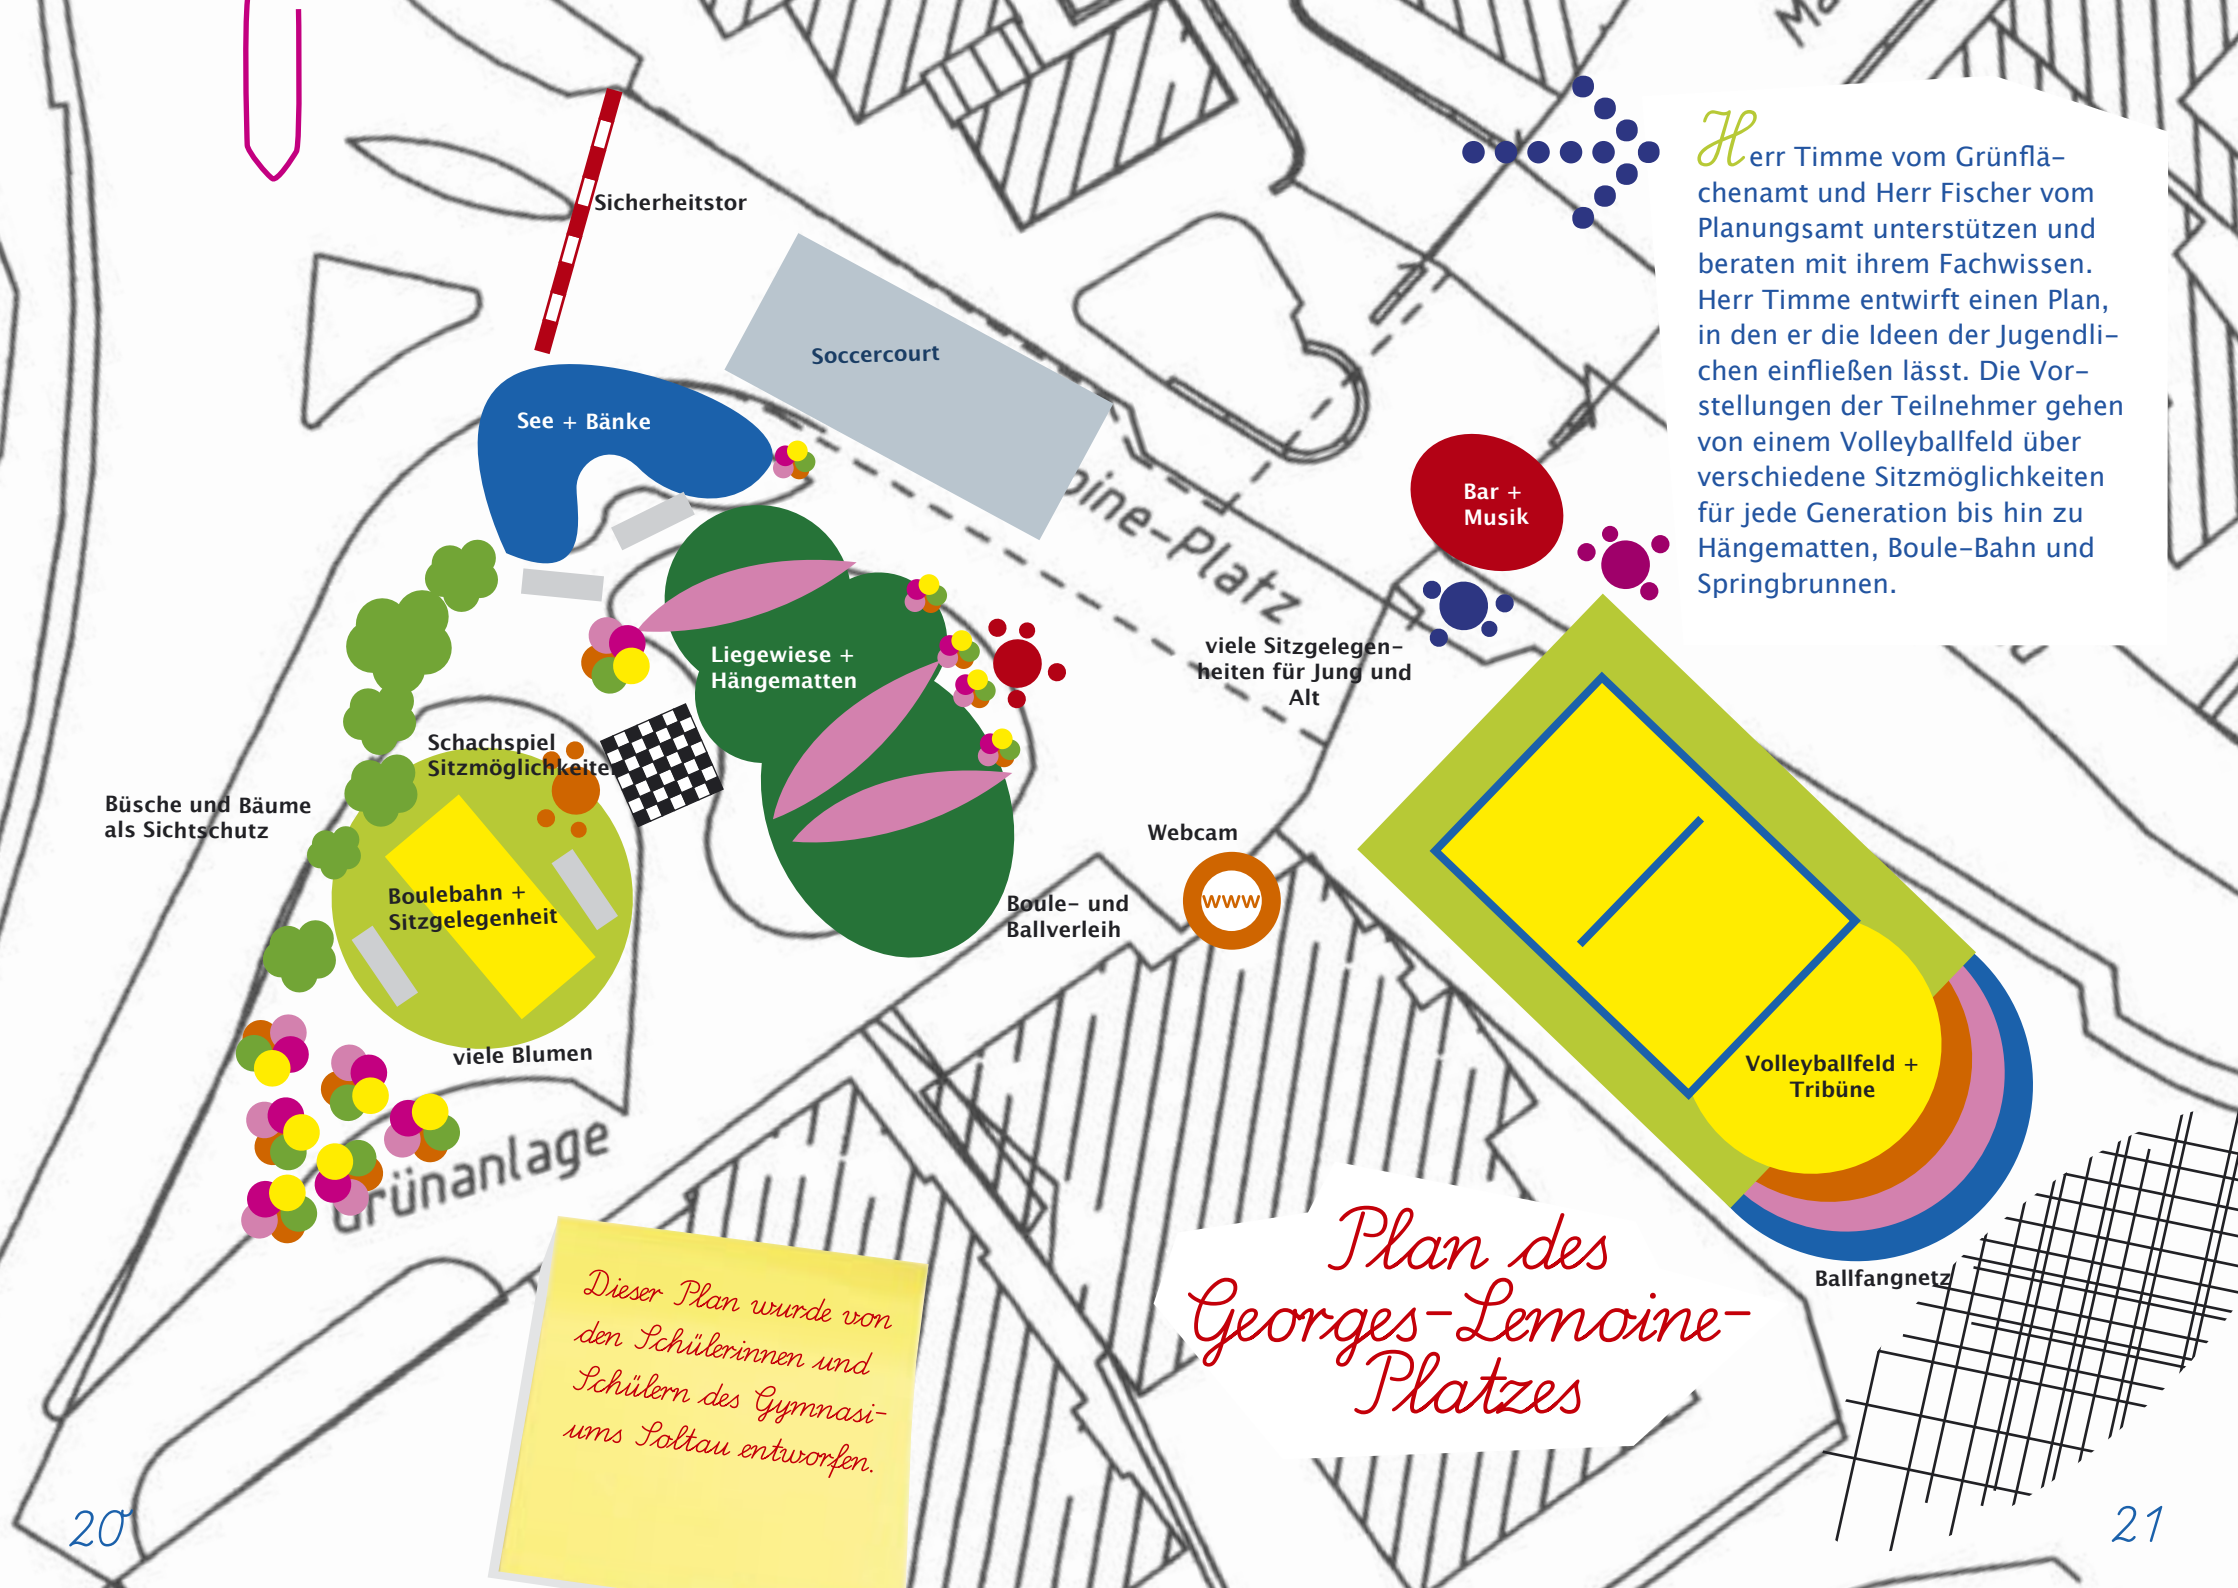 Sicherheitstor
Soccercourt
See + Bänke
Bar +
Musik
Herr Timme vom Grünflä-
chenamt und Herr Fischer vom
Planungsamt unterstützen und
beraten mit ihrem Fachwissen.
Herr Timme entwirft einen Plan,
in den er die Ideen der Jugendli-
chen einfließen lässt. Die Vor-
stellungen der Teilnehmer gehen
von einem Volleyballfeld über
verschiedene Sitzmöglichkeiten
für jede Generation bis hin zu
Hängematten, Boule-Bahn und
Springbrunnen.
pine-Platz
viele Sitzgelegen-
heiten für Jung und
Alt
Liegewiese +
Hängematten
Schachspiel
Sitzmöglichkeiten
Büsche und Bäume
als Sichtschutz
Boulebahn +
Sitzgelegenheit
Webcam
www
Boule- und
Ballverleih
viele Blumen
Volleyballfeld +
Tribüne
Grünanlage
Ballfangnetz
Dieser Plan wurde von
den Schülerinnen und
Schülern des Gymnasi-
ums Soltau entworfen.
Plan des
Georges-Lemoine-
Platzes
20
21